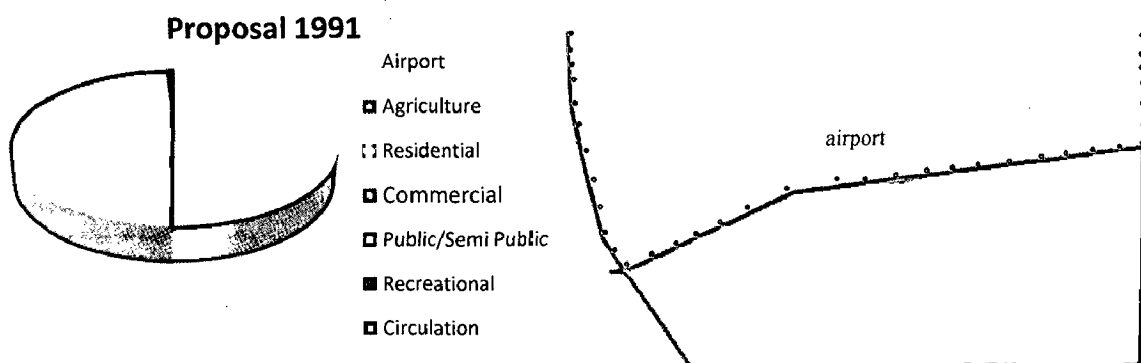 Proposal 1991
Airport
Agriculture
Residential
Commercial
Public/Semi Public
Recreational
Circulation
airport